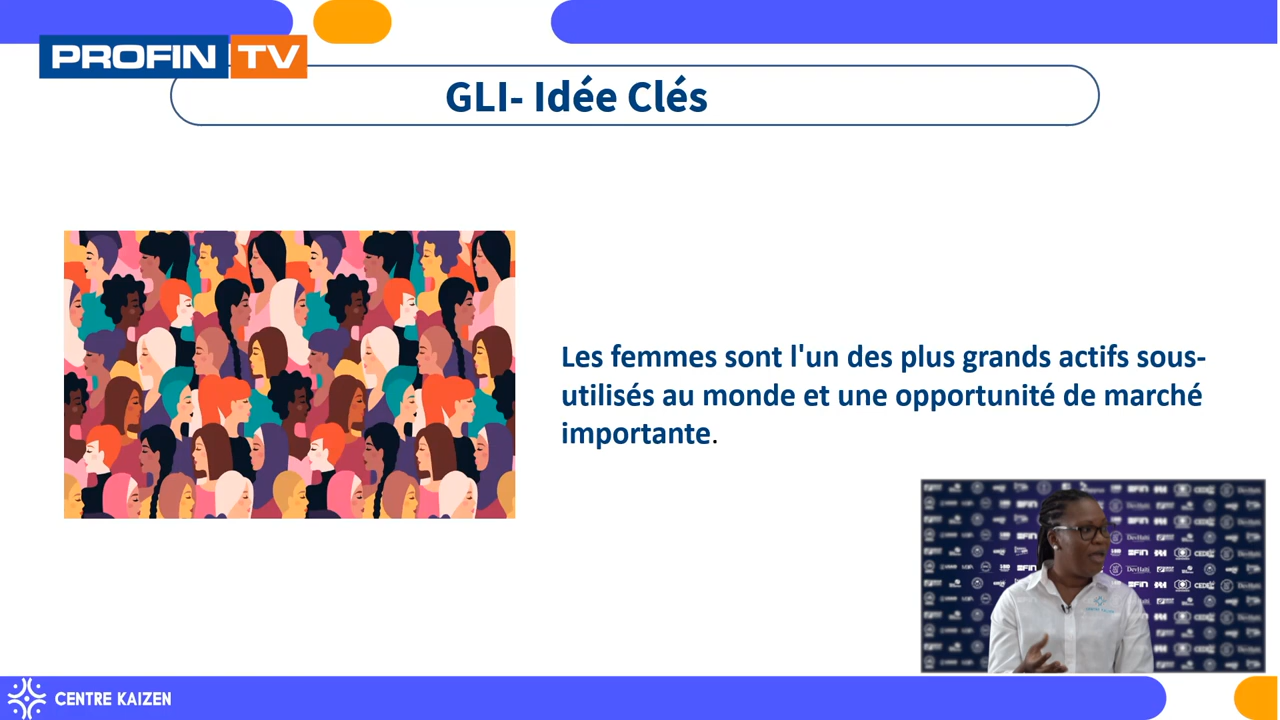 PROFIN TV
GLI- Idée Clés
Les femmes sont l'un des plus grands actifs sous-
utilisés au monde et une opportunité de marché
importante.
CENTRE KAIZEN